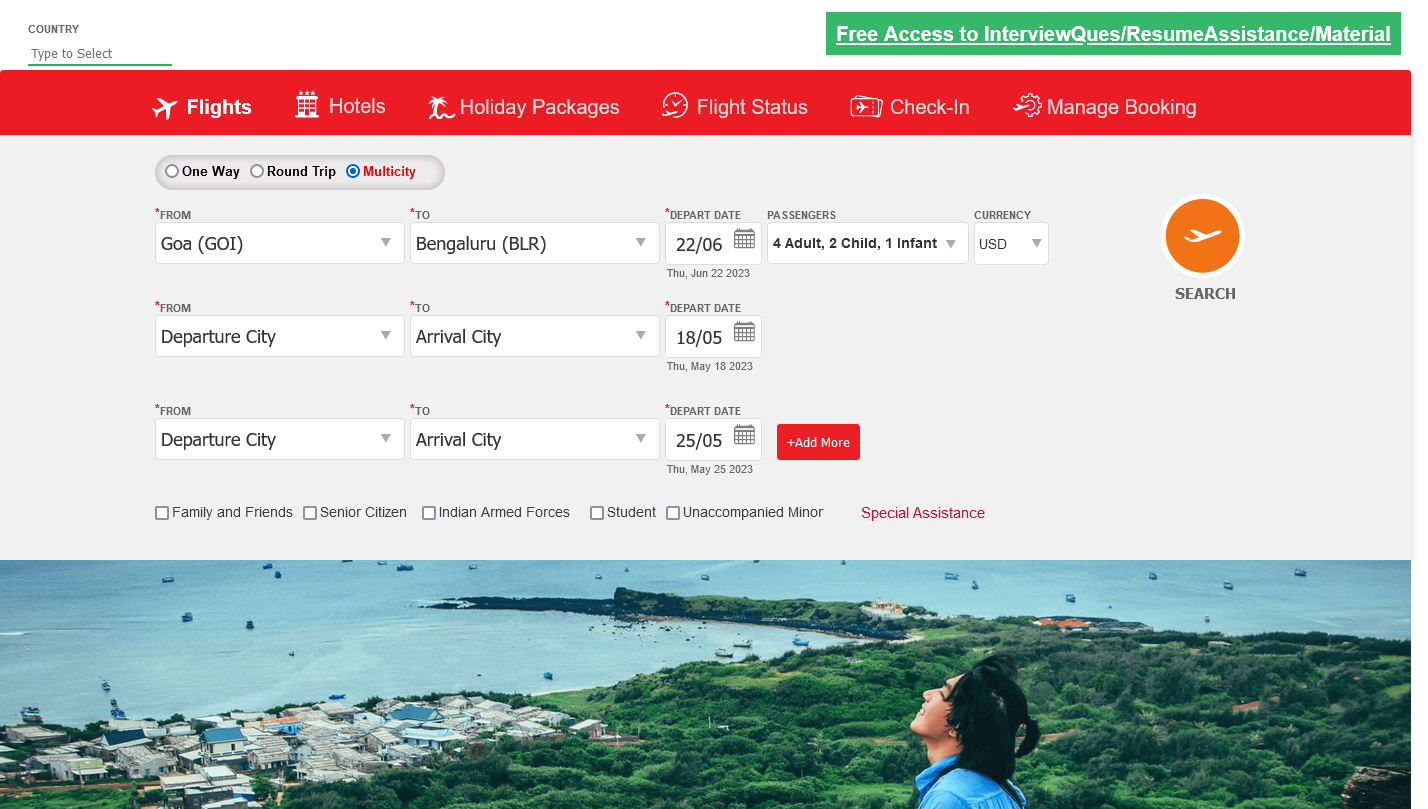 COUNTRY
Type to Select
Free Access to InterviewQues/ResumeAssistance/Material
Flights Hotels Holiday Packages Flight Status Check-In Manage Booking
One Way Round Trip Multicity
*FROM *TO *DEPART DATE PASSENGERS CURRENCY
Goa (GOI) Bengaluru (BLR) 22/06 4 Adult, 2 Child, 1 Infant USD
Thu, Jun 22 2023
SEARCH
*FROM *TO *DEPART DATE
Departure City Arrival City 18/05
Thu, May 18 2023
*FROM *TO *DEPART DATE
Departure City Arrival City 25/05 +Add More
Thu, May 25 2023
Family and Friends Senior Citizen Indian Armed Forces Student Unaccompanied Minor Special Assistance